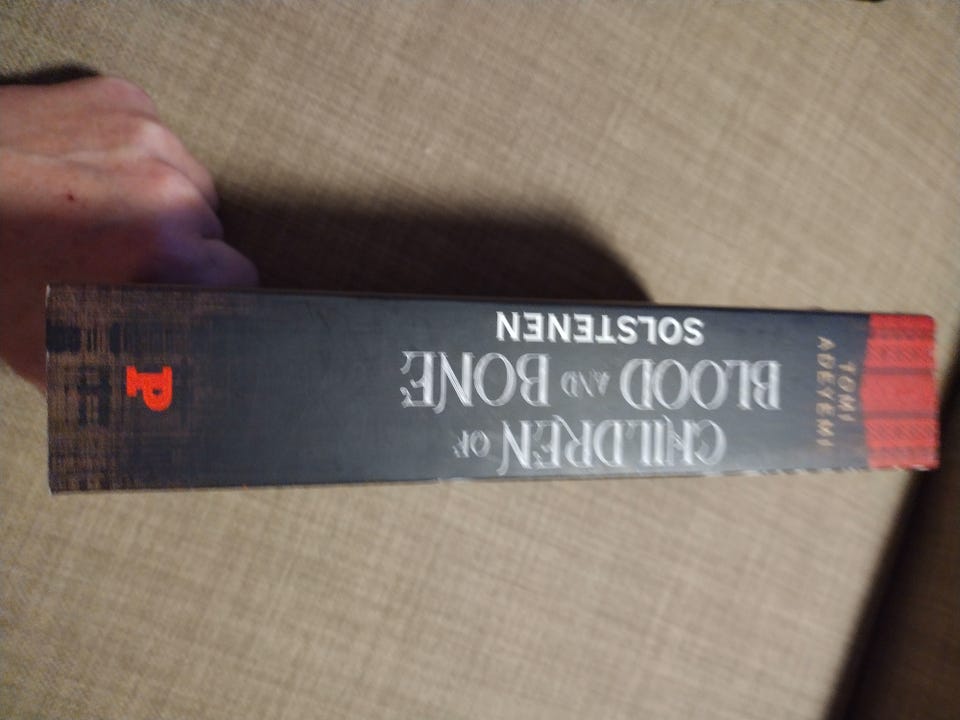 TOMI
ADEYEMI
CHILDREN OF
BLOOD AND BONE
SOLSTENEN
P